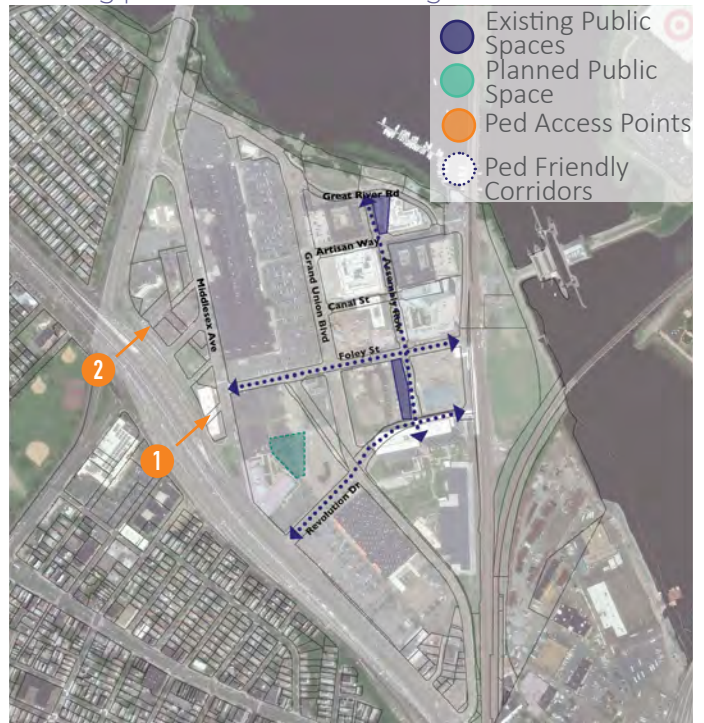 Existing Public
Spaces
Planned Public
Space
Ped Access Points
Ped Friendly
Corridors
Great River Rd
Artisan Way
Assembly Row
Grand Union Blvd
Canal St
Middlesex Ave
Foley St
2
1
Revolution Dr